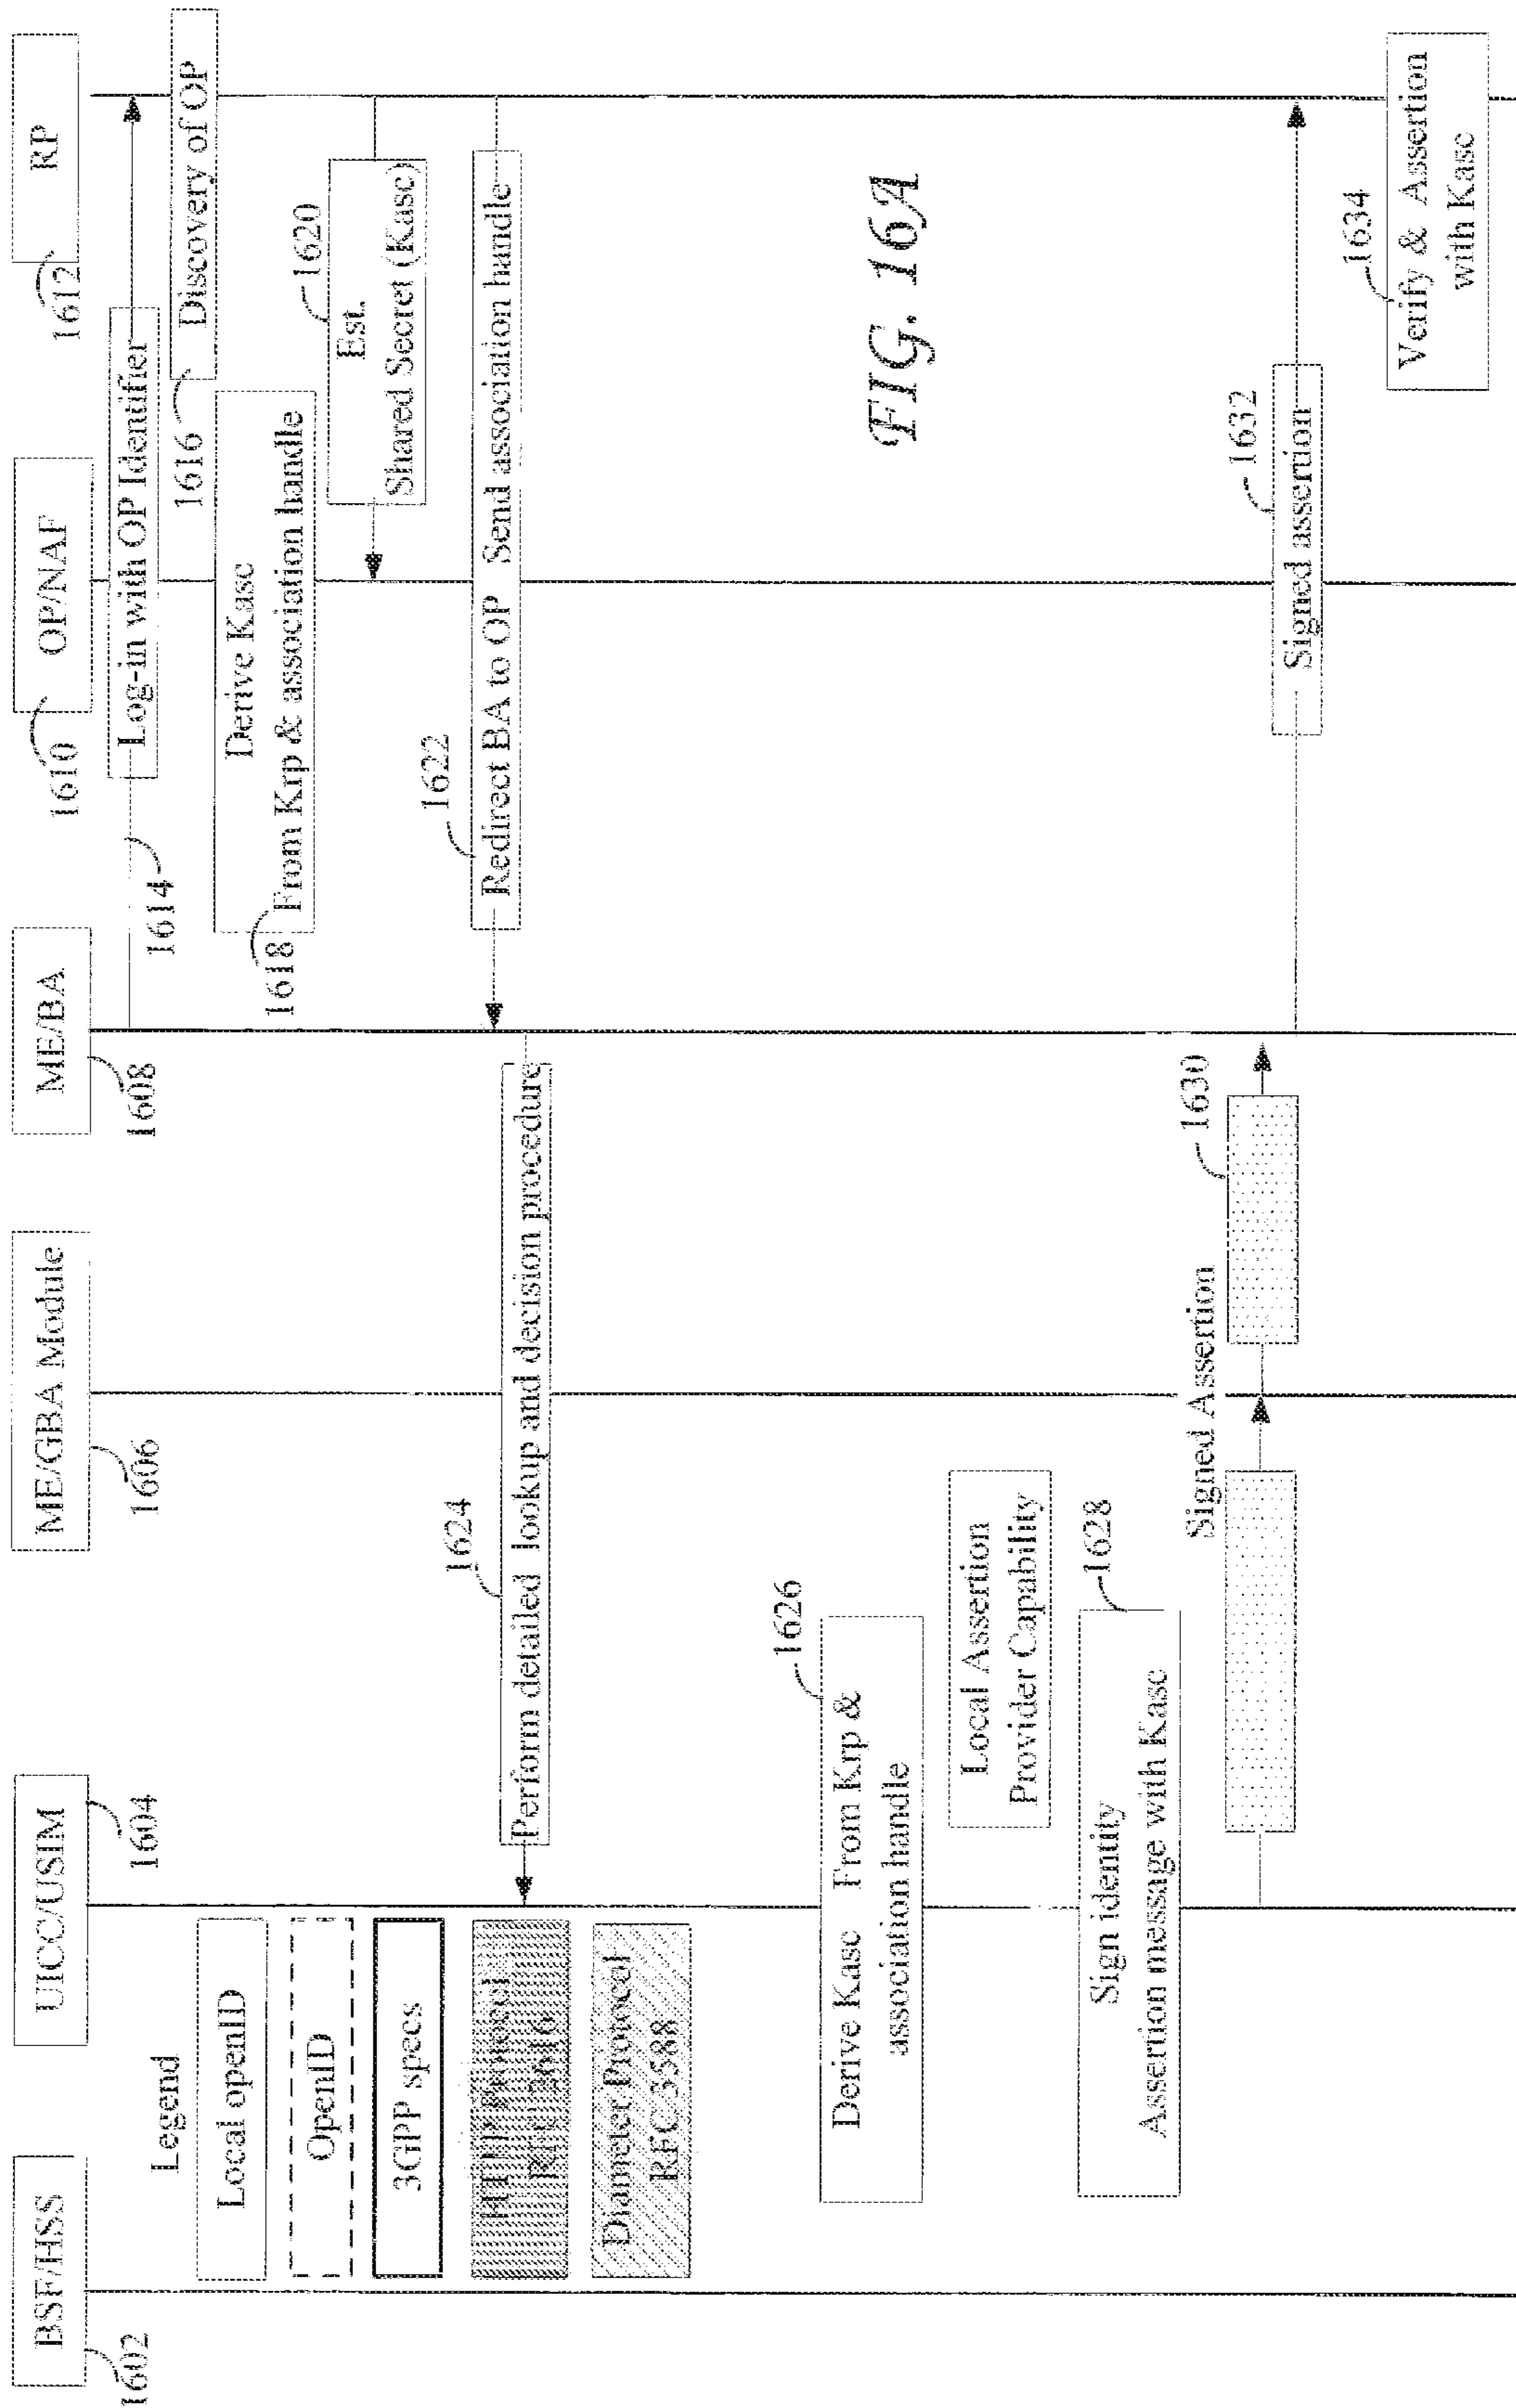 BSF/HSS
1602
UICC/USIM
1604
ME/GBA Module
1606
ME/BA
1608
OP/NAF
1610
RP
1612
Log-in with OP Identifier
1614
Discovery of OP
1616
Derive Kasc
From Krp & association handle
1618
Est.
Shared Secret (Kasc)
1620
Redirect BA to OP Send association handle
1622
Perform detailed lookup and decision procedure
1624
Legend
Local openID
OpenID
3GPP specs
HTTP Protocol
RFC 2616
Diameter Protocol
RFC 3588
Derive Kasc From Krp &
association handle
1626
Local Assertion
Provider Capability
Sign identity
Assertion message with Kasc
1628
Signed Assertion
1630
Signed assertion
1632
Verify & Assertion
with Kasc
1634
FIG. 16A